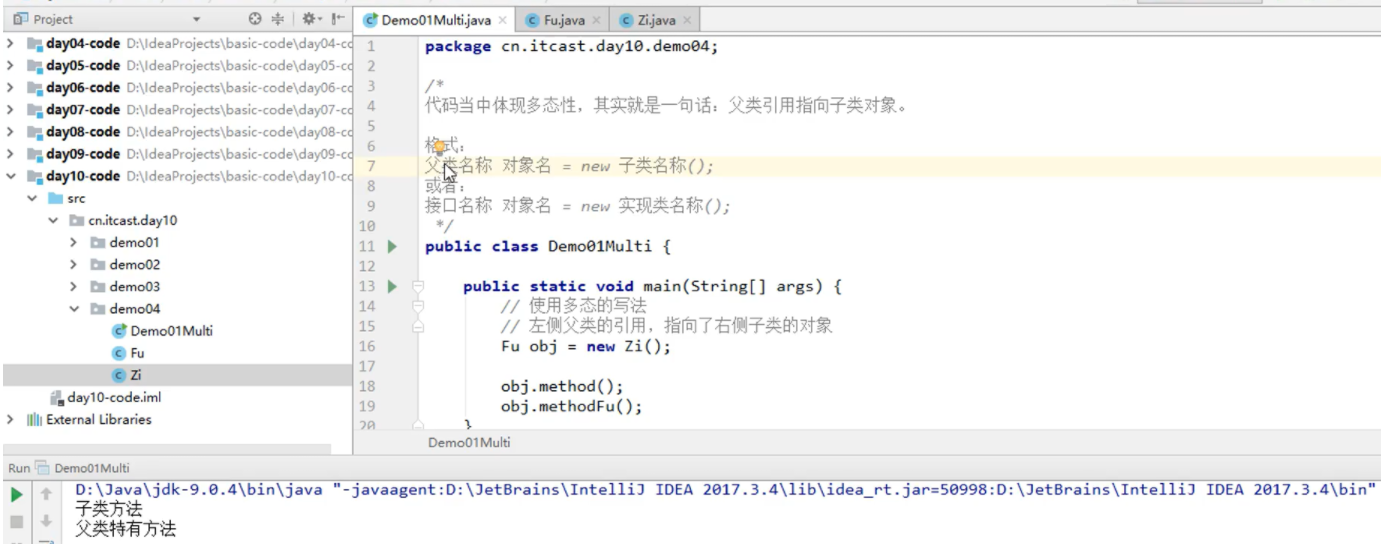 Project
day04-code D:\IdeaProjects\basic-code\day04-cc
day05-code D:\IdeaProjects\basic-code\day05-cc
day06-code D:\IdeaProjects\basic-code\day06-cc
day07-code D:\IdeaProjects\basic-code\day07-cc
day08-code D:\IdeaProjects\basic-code\day08-cc
day09-code D:\IdeaProjects\basic-code\day09-cc
day10-code D:\IdeaProjects\basic-code\day10-cc
src
cn.itcast.day10
demo01
demo02
demo03
demo04
Demo01Multi
Fu
Zi
day10-code.iml
External Libraries
Demo01Multi.java Fu.java Zi.java
1 package cn.itcast.day10.demo04;
2
3 /*
4 代码当中体现多态性，其实就是一句话：父类引用指向子类对象。
5
6 格式：
7 父类名称 对象名 = new 子类名称();
8 或者：
9 接口名称 对象名 = new 实现类名称();
10 */
11 public class Demo01Multi {
12
13 public static void main(String[] args) {
14 // 使用多态的写法
15 // 左侧父类的引用，指向了右侧子类的对象
16 Fu obj = new Zi();
17
18 obj.method();
19 obj.methodFu();
20 }
Demo01Multi
Run Demo01Multi
D:\Java\jdk-9.0.4\bin\java "-javaagent:D:\JetBrains\IntelliJ IDEA 2017.3.4\lib\idea_rt.jar=50998:D:\JetBrains\IntelliJ IDEA 2017.3.4\bin"
子类方法
父类特有方法